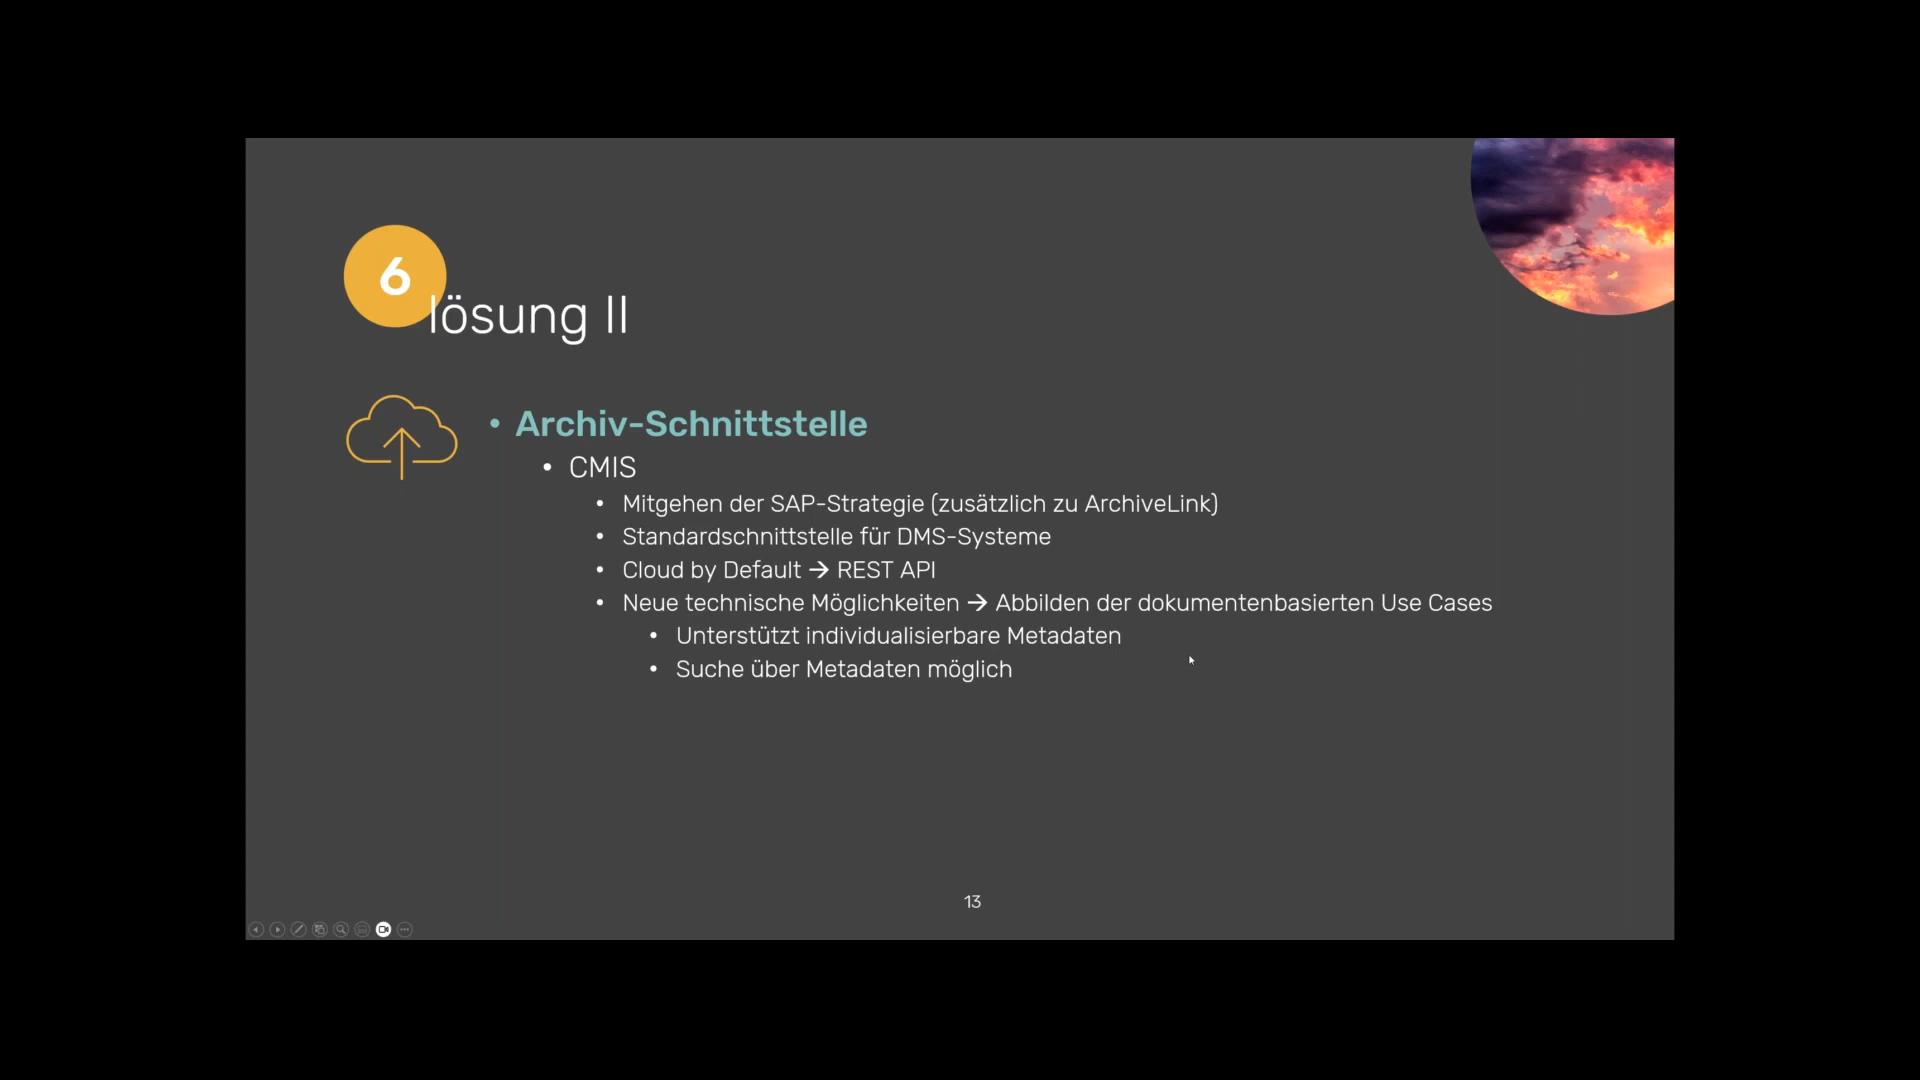 6
lösung II
• Archiv-Schnittstelle
• CMIS
• Mitgehen der SAP-Strategie (zusätzlich zu ArchiveLink)
• Standardschnittstelle für DMS-Systeme
• Cloud by Default → REST API
• Neue technische Möglichkeiten → Abbilden der dokumentenbasierten Use Cases
• Unterstützt individualisierbare Metadaten
• Suche über Metadaten möglich
13